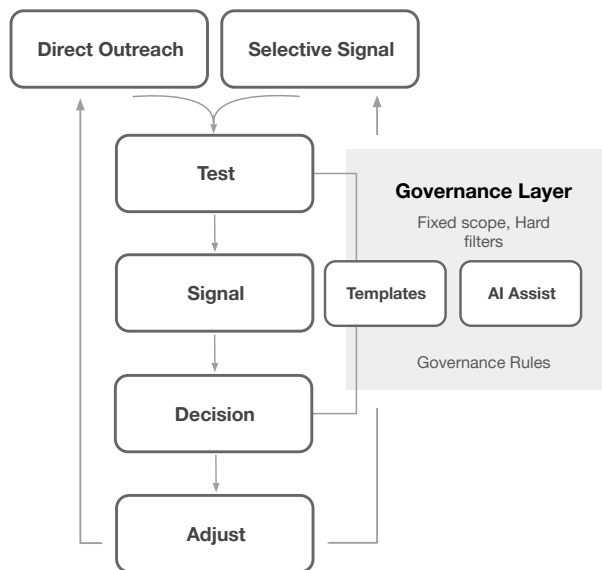 Direct Outreach
Selective Signal
Test
Governance Layer
Fixed scope, Hard
filters
Signal
Templates
AI Assist
Governance Rules
Decision
Adjust